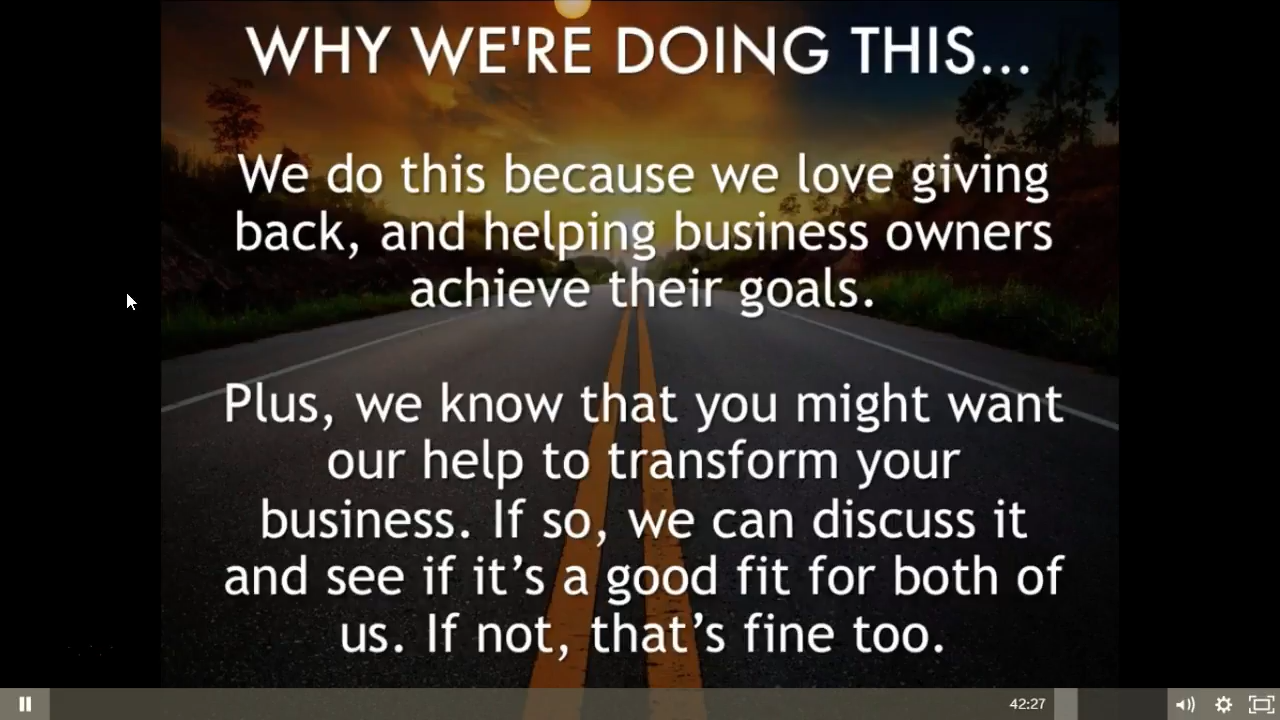 WHY WE'RE DOING THIS...
We do this because we love giving
back, and helping business owners
achieve their goals.
Plus, we know that you might want
our help to transform your
business. If so, we can discuss it
and see if it’s a good fit for both of
us. If not, that’s fine too.
42:27